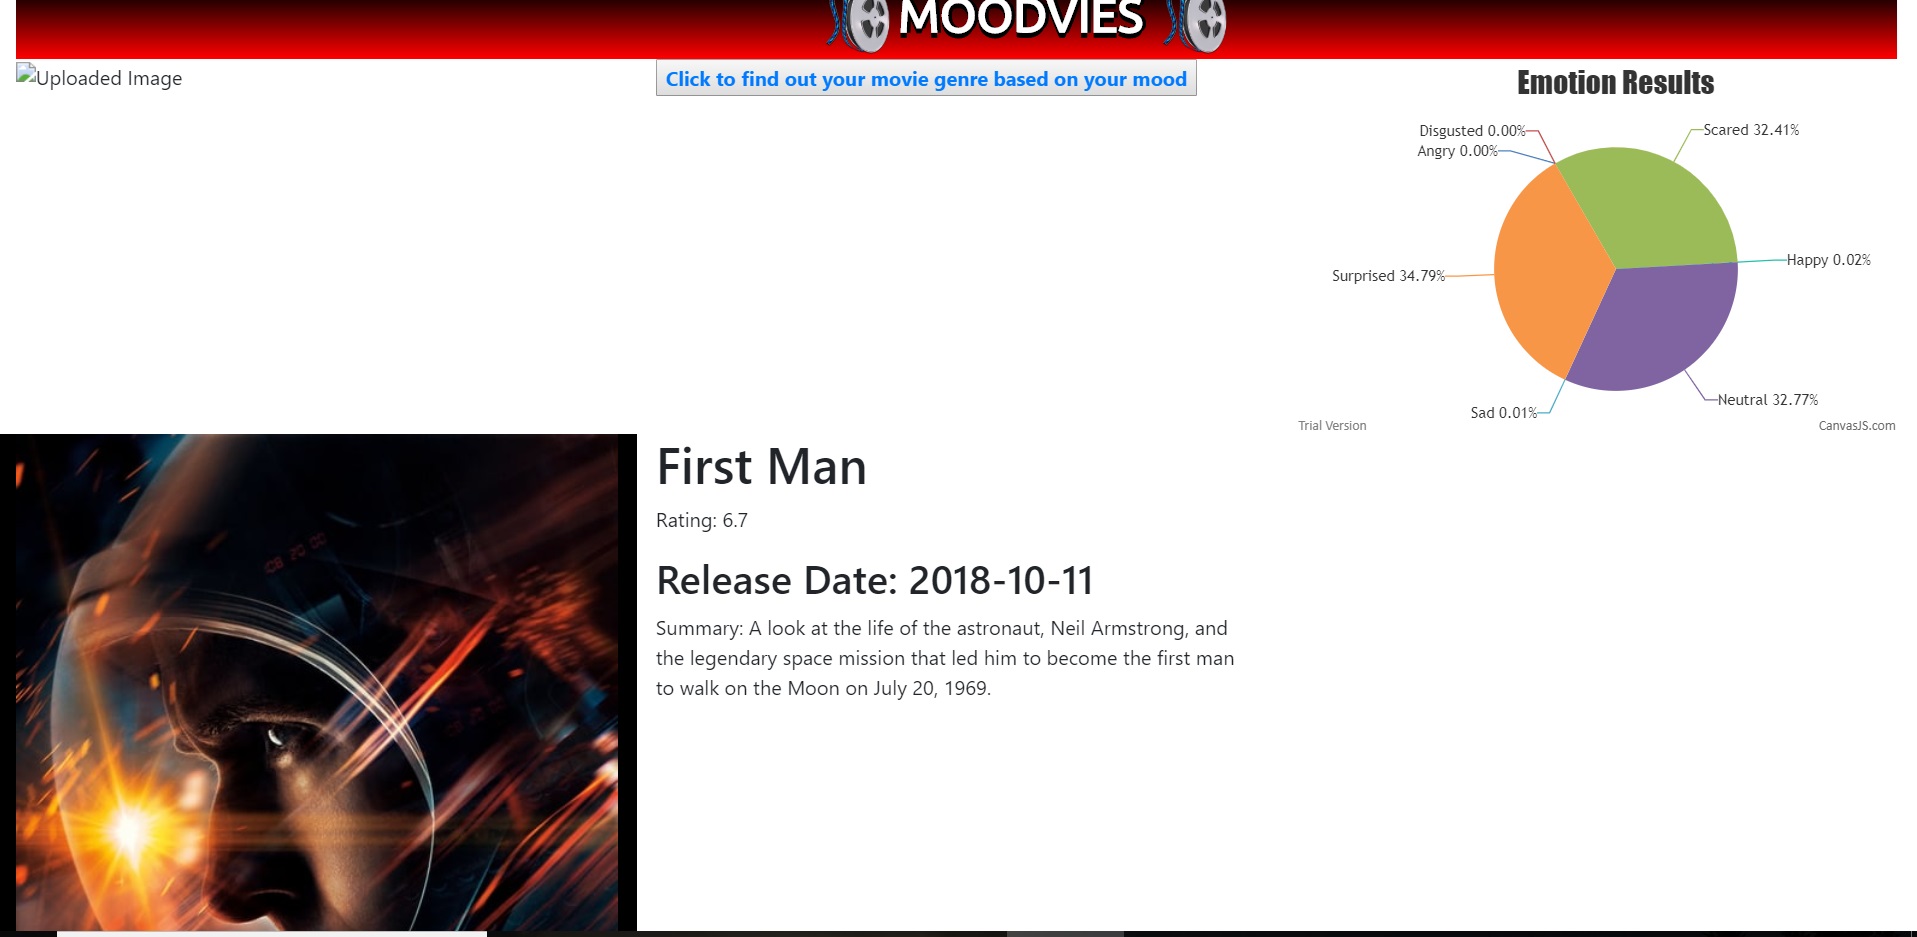 MOODVIES
Uploaded Image
Click to find out your movie genre based on your mood
Emotion Results
Disgusted 0.00%
Scared 32.41%
Angry 0.00%
Happy 0.02%
Surprised 34.79%
Neutral 32.77%
Sad 0.01%
Trial Version
CanvasJS.com
First Man
Rating: 6.7
Release Date: 2018-10-11
Summary: A look at the life of the astronaut, Neil Armstrong, and
the legendary space mission that led him to become the first man
to walk on the Moon on July 20, 1969.